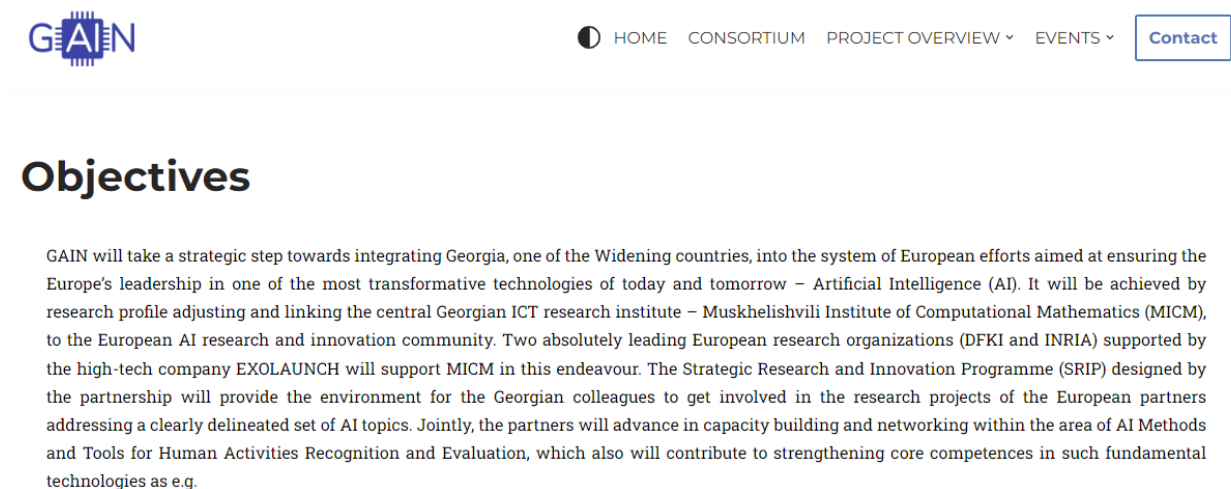 GAIN
HOME CONSORTIUM PROJECT OVERVIEW EVENTS Contact
Objectives
GAIN will take a strategic step towards integrating Georgia, one of the Widening countries, into the system of European efforts aimed at ensuring the
Europe's leadership in one of the most transformative technologies of today and tomorrow – Artificial Intelligence (AI). It will be achieved by
research profile adjusting and linking the central Georgian ICT research institute – Muskhelishvili Institute of Computational Mathematics (MICM),
to the European AI research and innovation community. Two absolutely leading European research organizations (DFKI and INRIA) supported by
the high-tech company EXOLAUNCH will support MICM in this endeavour. The Strategic Research and Innovation Programme (SRIP) designed by
the partnership will provide the environment for the Georgian colleagues to get involved in the research projects of the European partners
addressing a clearly delineated set of AI topics. Jointly, the partners will advance in capacity building and networking within the area of AI Methods
and Tools for Human Activities Recognition and Evaluation, which also will contribute to strengthening core competences in such fundamental
technologies as e.g.